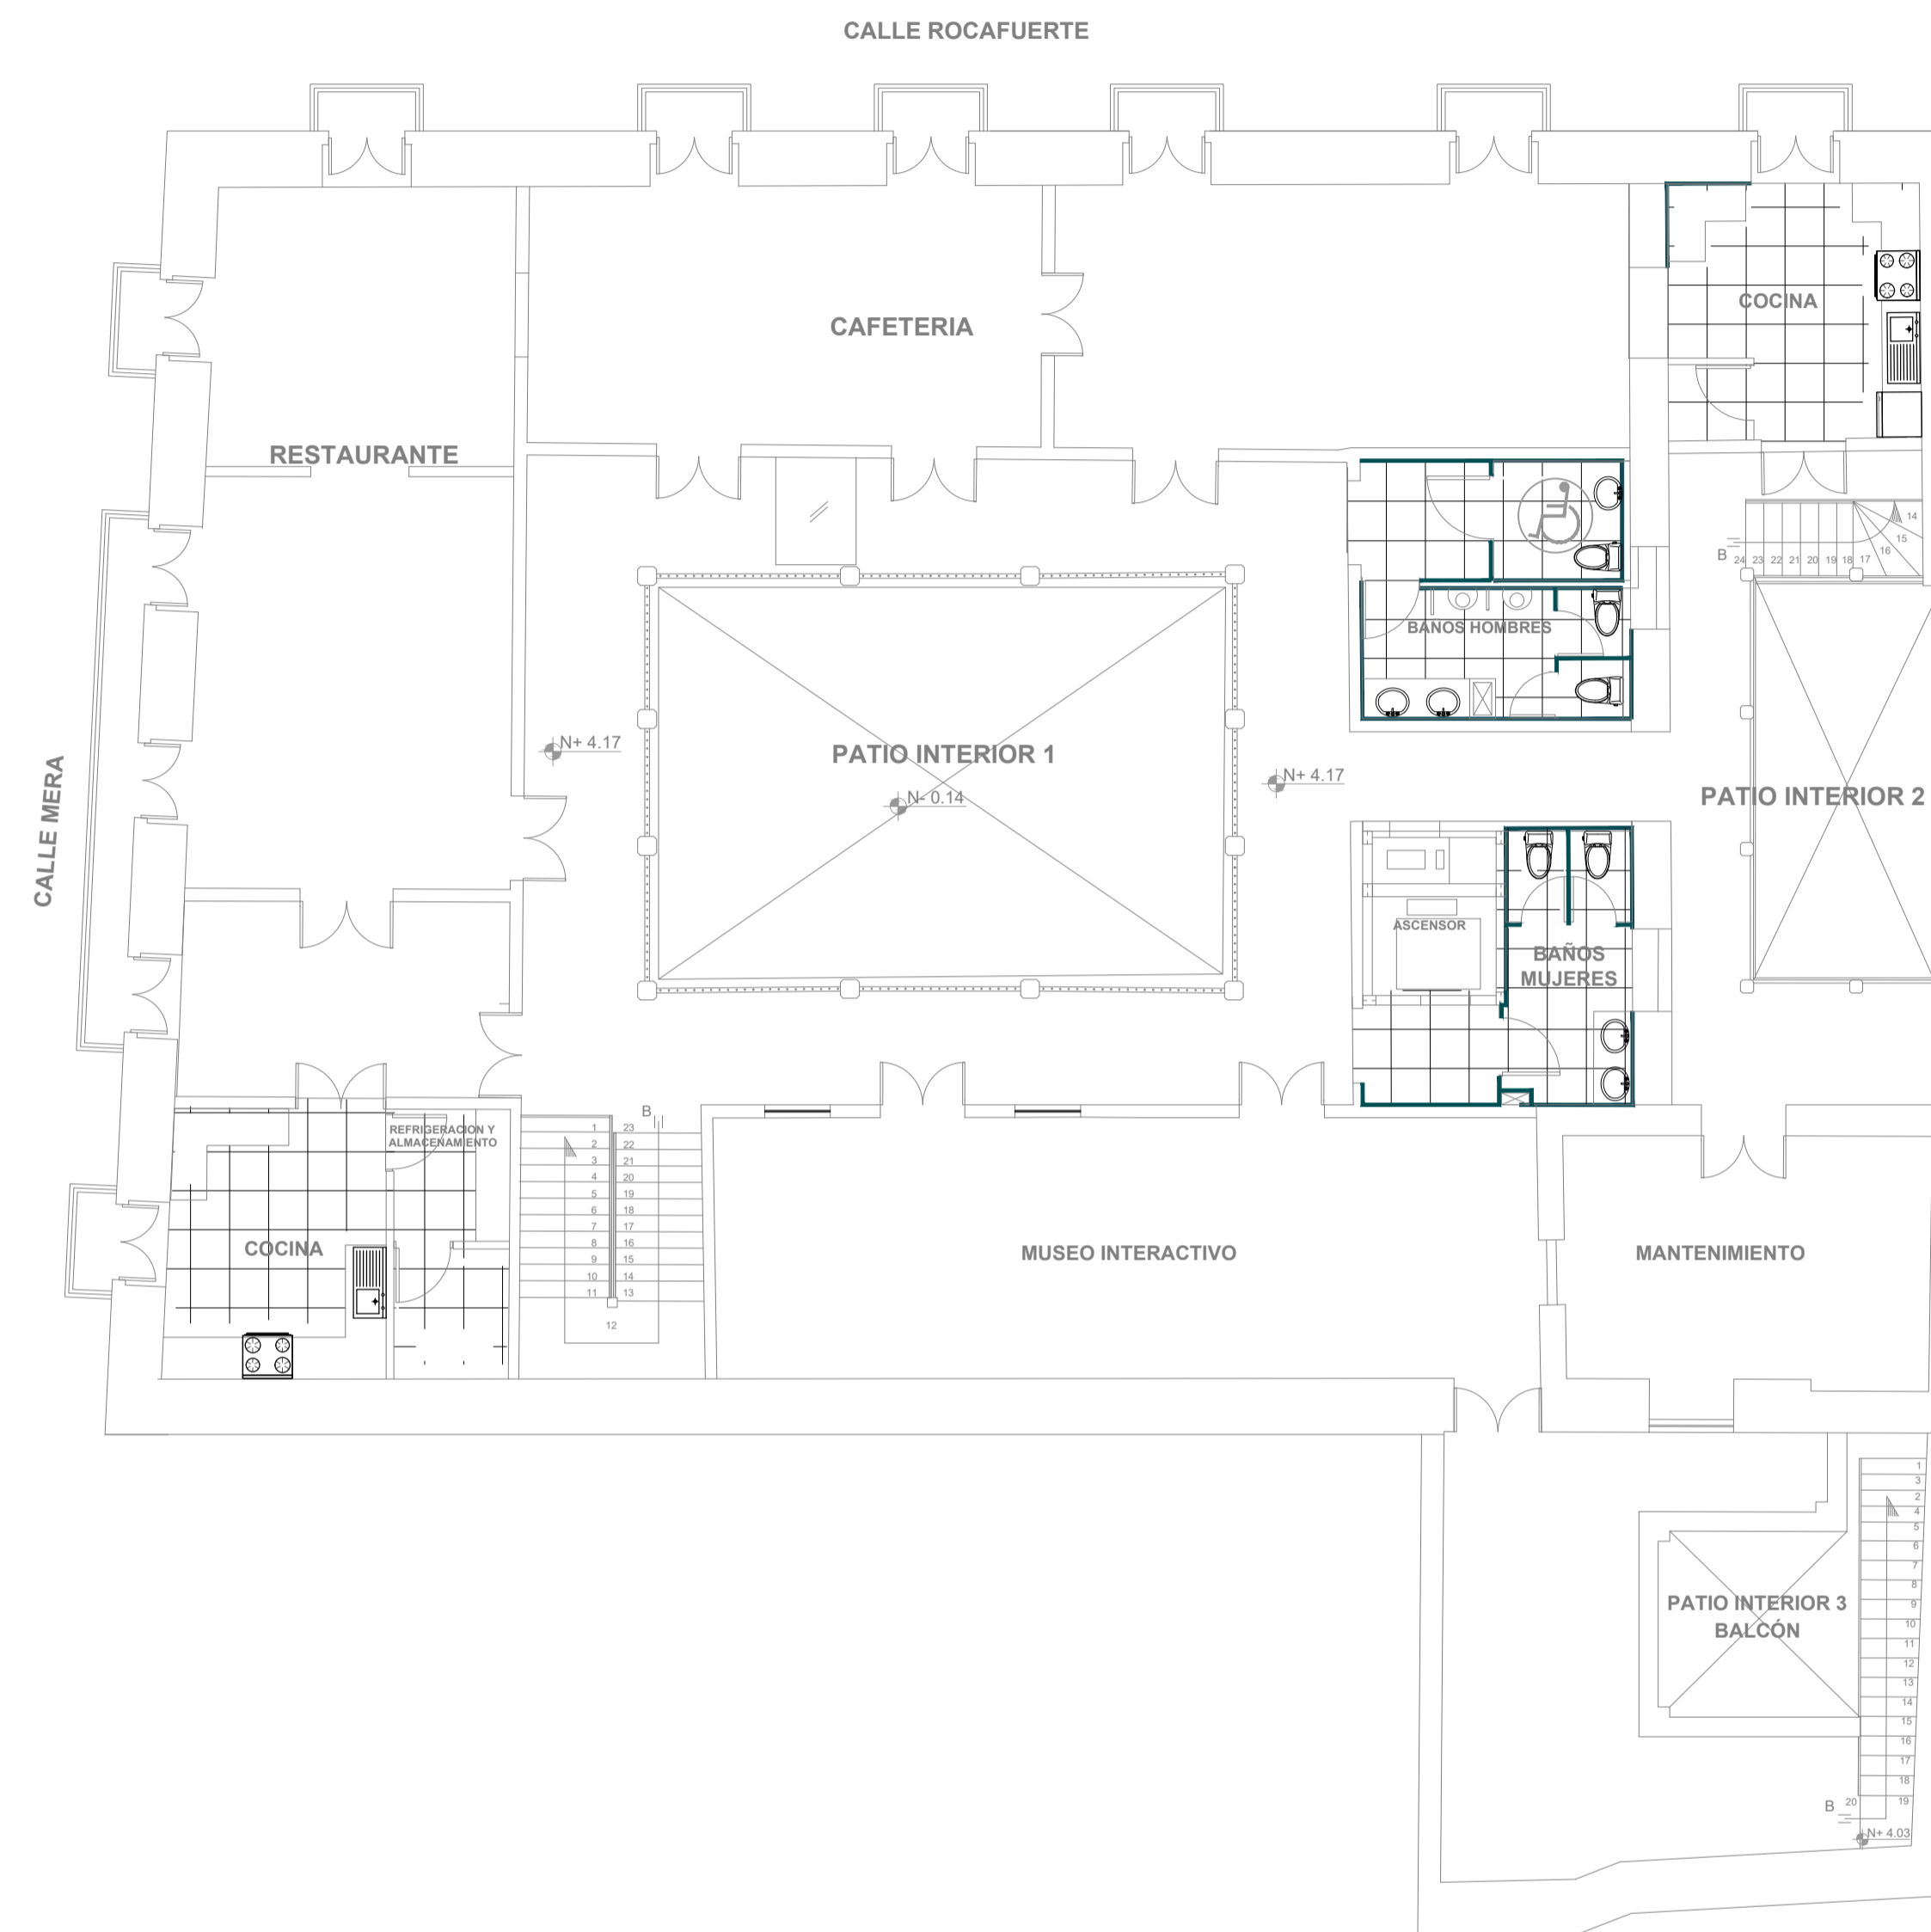 CALLE ROCAFUERTE
COCINA
CAFETERIA
RESTAURANTE
14
15
16
B
24 23 22 21 20 19 18 17
BANOS HOMBRES
N+ 4.17
PATIO INTERIOR 1
N- 0.14
N+ 4.17
PATIO INTERIOR 2
CALLE MERA
ASCENSOR
BAÑOS
MUJERES
REFRIGERACION Y
ALMACENAMIENTO
B
1 23
2 22
3 21
4 20
5 19
6 18
7 17
8 16
9 15
10 14
11 13
12
COCINA
MUSEO INTERACTIVO
MANTENIMIENTO
1
3
2
4
5
6
7
8
9
10
11
12
13
14
15
16
17
18
19
20
PATIO INTERIOR 3
BALCÓN
B
N+ 4.03